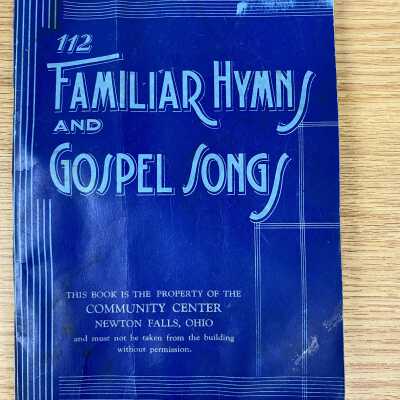 112
FAMILIAR HYMNS
AND
GOSPEL SONGS
THIS BOOK IS THE PROPERTY OF THE
COMMUNITY CENTER
NEWTON FALLS, OHIO
and must not be taken from the building
without permission.